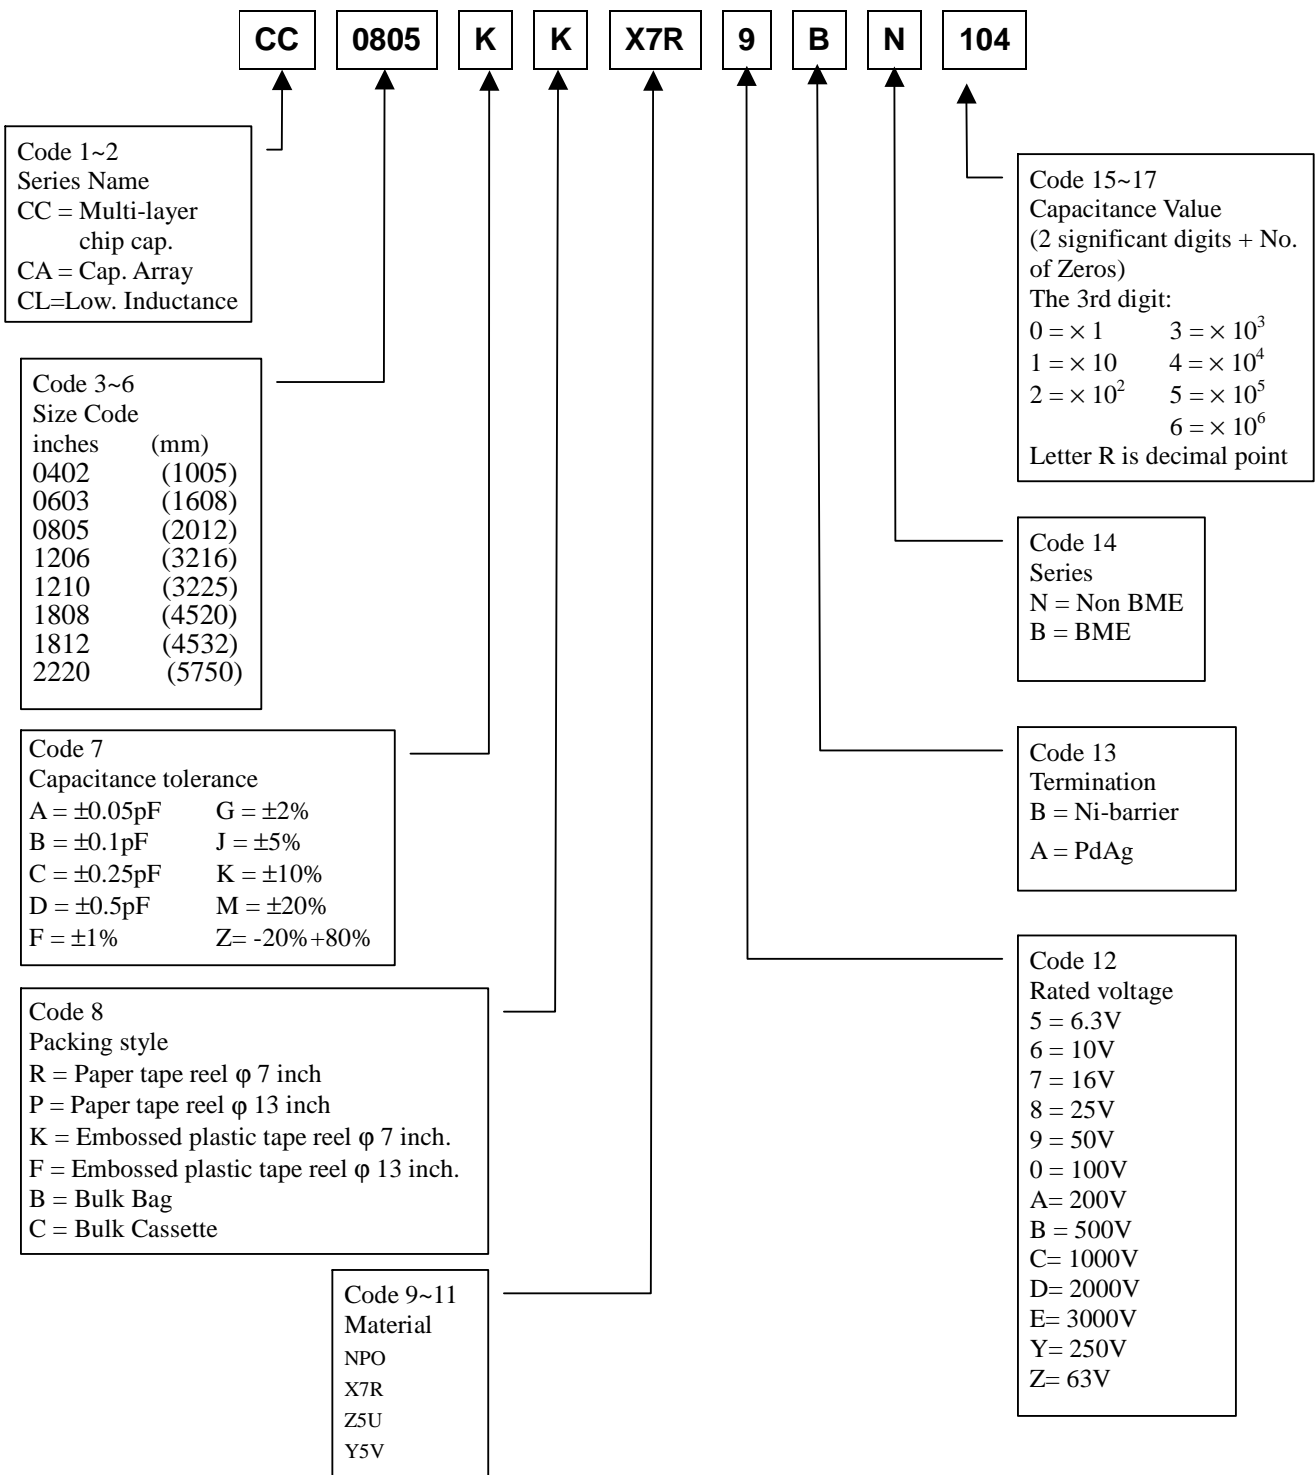 CC 0805 K K X7R 9 B N 104
Code 1~2
Series Name
CC = Multi-layer
chip cap.
CA = Cap. Array
CL=Low. Inductance
Code 3~6
Size Code
inches (mm)
0402 (1005)
0603 (1608)
0805 (2012)
1206 (3216)
1210 (3225)
1808 (4520)
1812 (4532)
2220 (5750)
Code 7
Capacitance tolerance
A = ±0.05pF G = ±2%
B = ±0.1pF J = ±5%
C = ±0.25pF K = ±10%
D = ±0.5pF M = ±20%
F = ±1% Z= -20%+80%
Code 8
Packing style
R = Paper tape reel φ 7 inch
P = Paper tape reel φ 13 inch
K = Embossed plastic tape reel φ 7 inch.
F = Embossed plastic tape reel φ 13 inch.
B = Bulk Bag
C = Bulk Cassette
Code 9~11
Material
NPO
X7R
Z5U
Y5V
Code 15~17
Capacitance Value
(2 significant digits + No.
of Zeros)
The 3rd digit:
0 = × 1 3 = × 10³
1 = × 10 4 = × 10⁴
2 = × 10² 5 = × 10⁵
6 = × 10⁶
Letter R is decimal point
Code 14
Series
N = Non BME
B = BME
Code 13
Termination
B = Ni-barrier
A = PdAg
Code 12
Rated voltage
5 = 6.3V
6 = 10V
7 = 16V
8 = 25V
9 = 50V
0 = 100V
A= 200V
B = 500V
C= 1000V
D= 2000V
E= 3000V
Y= 250V
Z= 63V